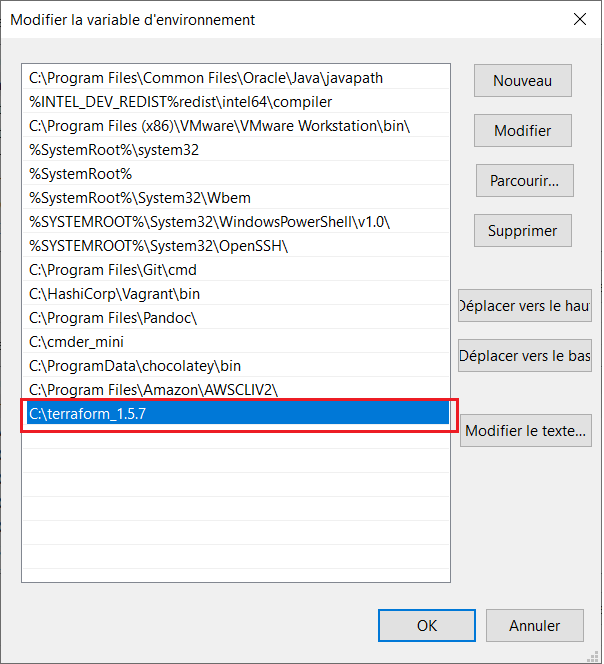 Modifier la variable d'environnement
C:\Program Files\Common Files\Oracle\Java\javapath
%INTEL_DEV_REDIST%redist\intel64\compiler
C:\Program Files (x86)\VMware\VMware Workstation\bin\
%SystemRoot%\system32
%SystemRoot%
%SystemRoot%\System32\Wbem
%SYSTEMROOT%\System32\WindowsPowerShell\v1.0\
%SYSTEMROOT%\System32\OpenSSH\
C:\Program Files\Git\cmd
C:\HashiCorp\Vagrant\bin
C:\Program Files\Pandoc\
C:\cmder_mini
C:\ProgramData\chocolatey\bin
C:\Program Files\Amazon\AWSCLIV2\
C:\terraform_1.5.7
Nouveau
Modifier
Parcourir...
Supprimer
Déplacer vers le hau
Déplacer vers le bas
Modifier le texte...
OK
Annuler